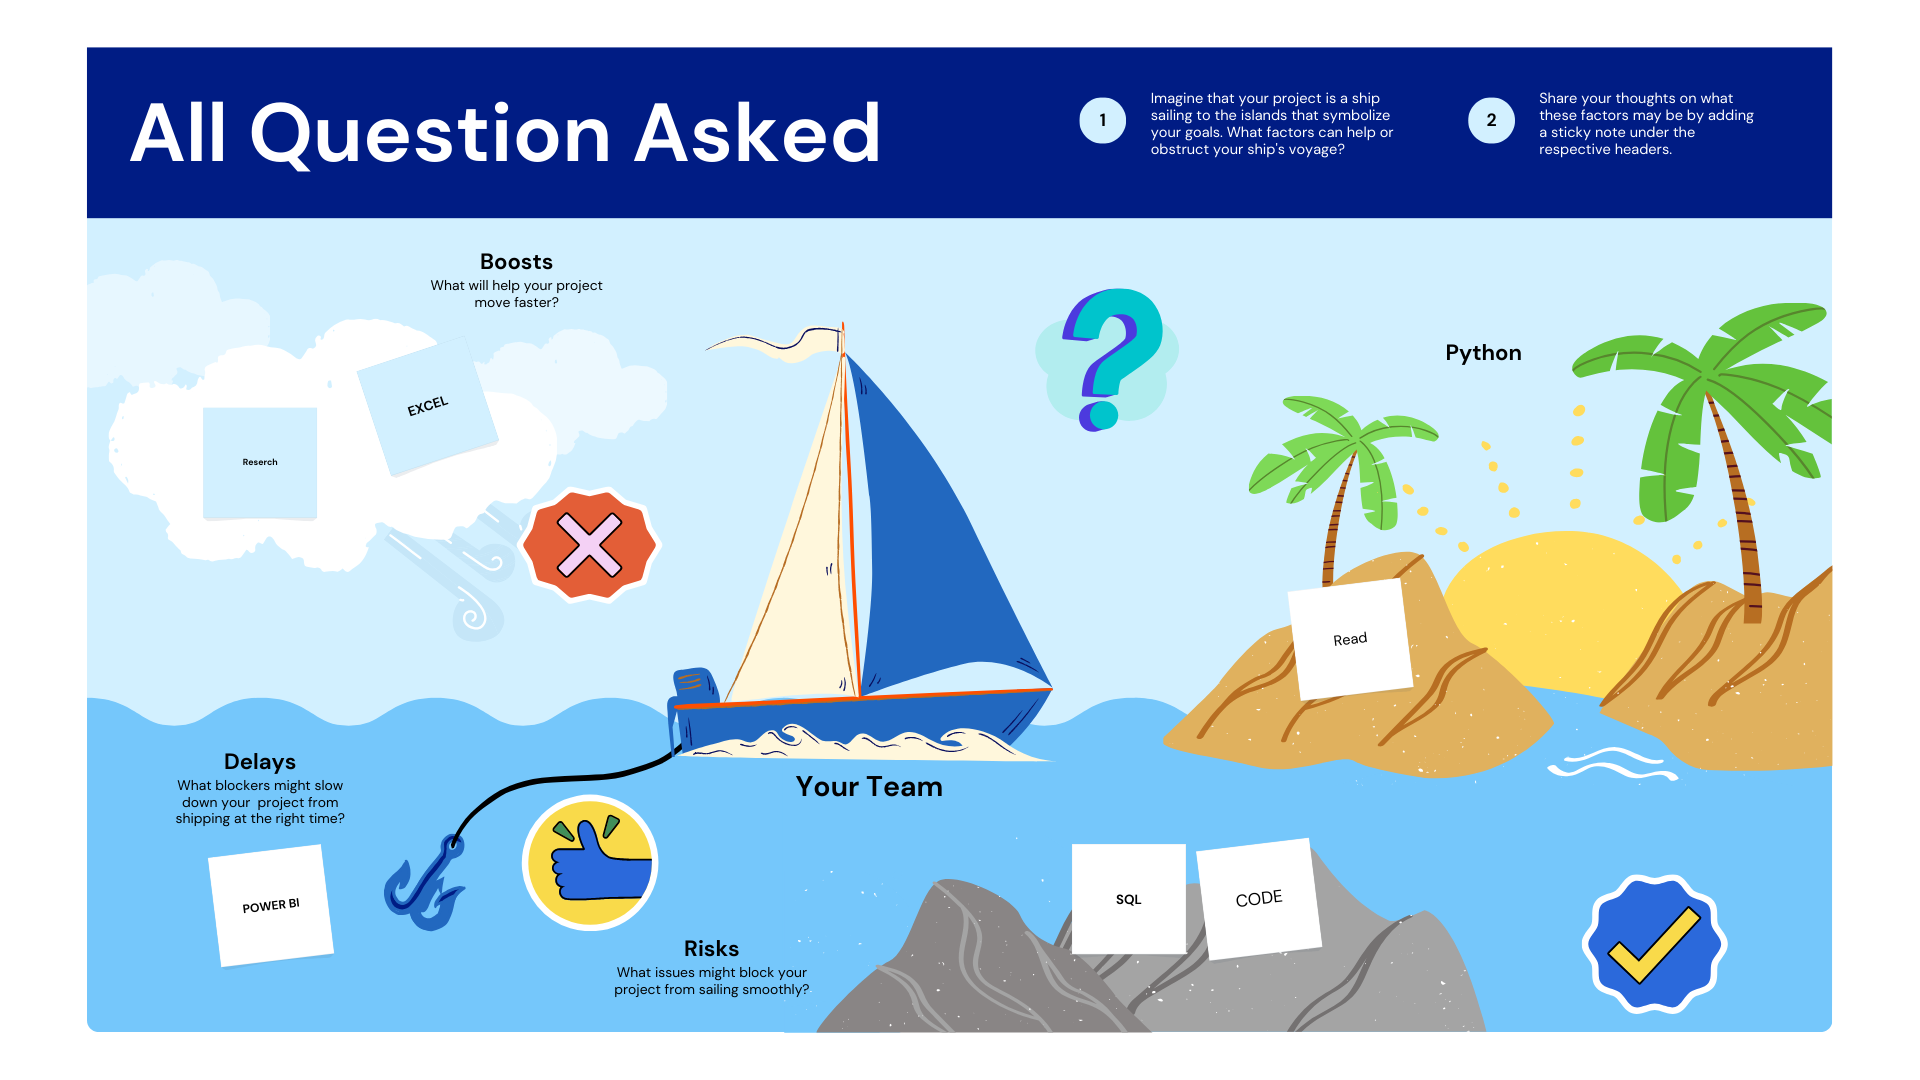 All Question Asked
1
Imagine that your project is a ship
sailing to the islands that symbolize
your goals. What factors can help or
obstruct your ship's voyage?
2
Share your thoughts on what
these factors may be by adding
a sticky note under the
respective headers.
Boosts
What will help your project
move faster?
EXCEL
Reserch
?
Python
Read
Your Team
Delays
What blockers might slow
down your project from
shipping at the right time?
POWER BI
SQL
CODE
Risks
What issues might block your
project from sailing smoothly?